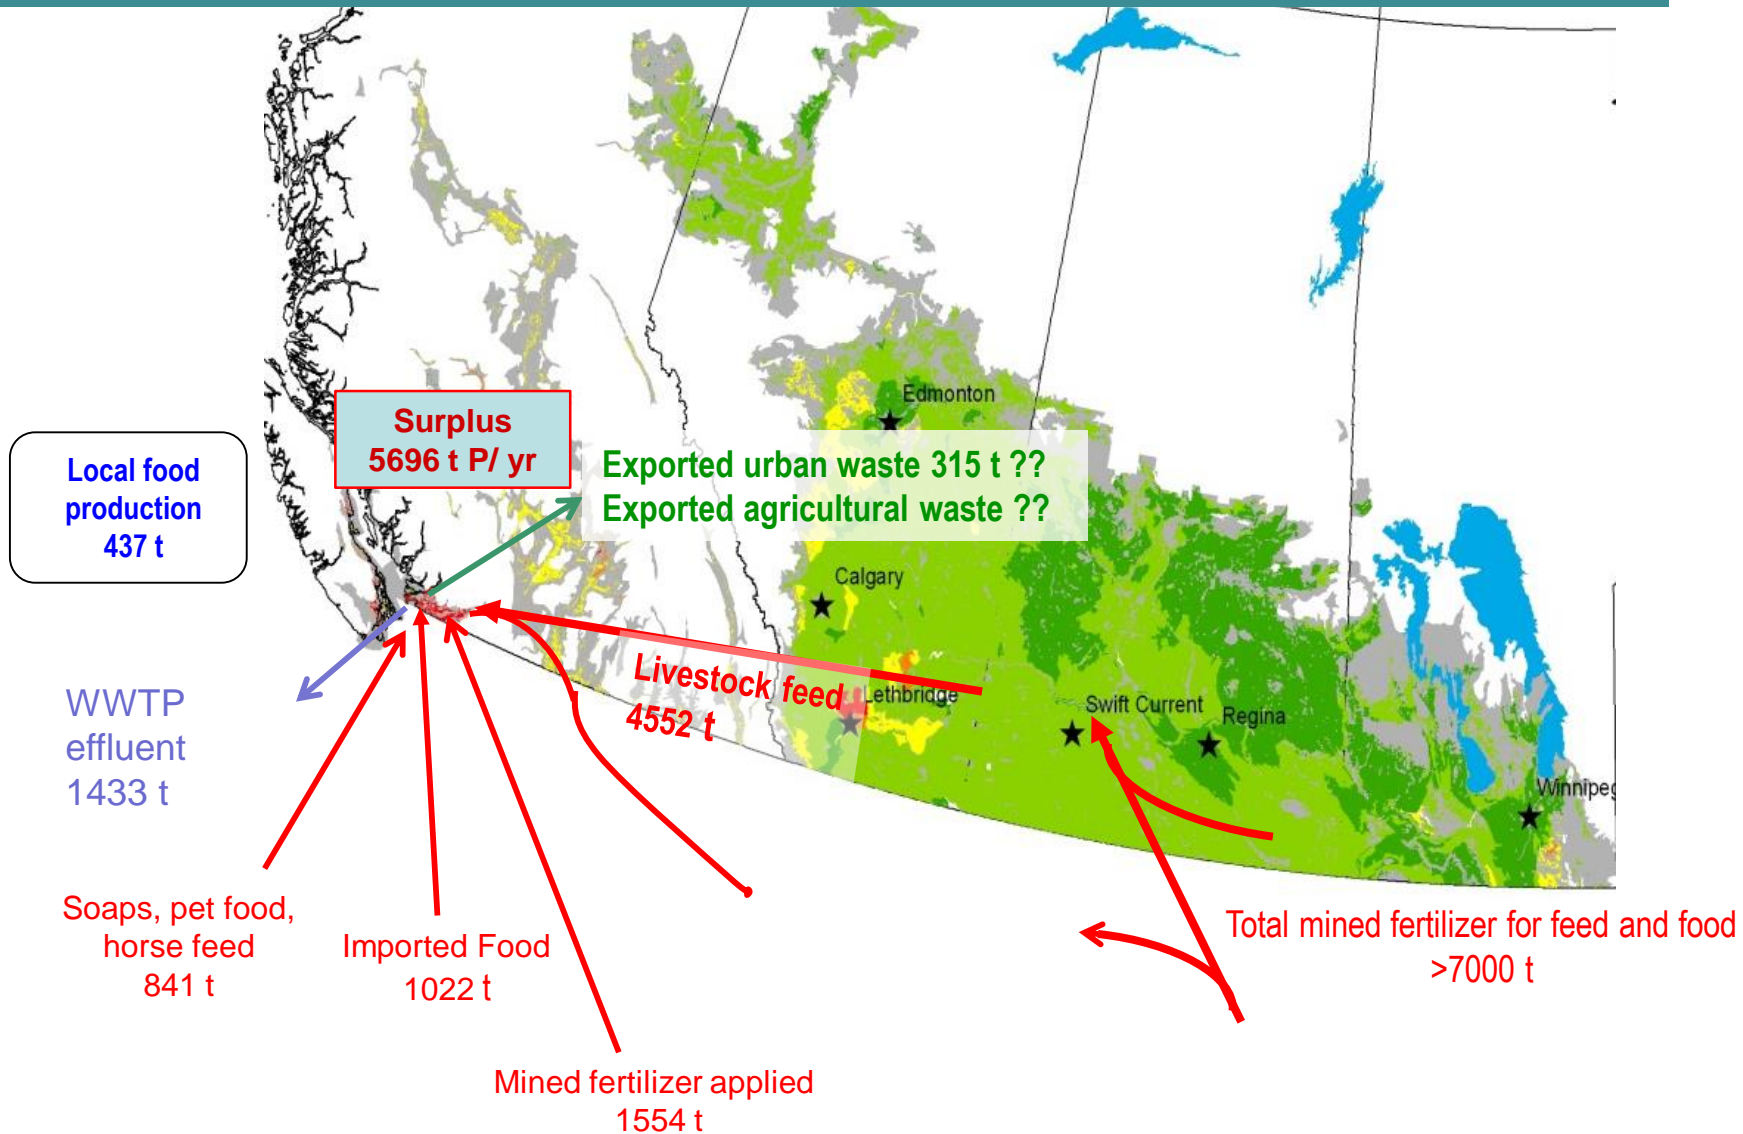 Edmonton
Surplus
5696 t P/ yr
Local food
production
437 t
Exported urban waste 315 t ??
Exported agricultural waste ??
Calgary
Livestock feed
4552 t
Lethbridge
Swift Current
Regina
WWTP
effluent
1433 t
Winnipeg
Soaps, pet food,
horse feed
841 t
Imported Food
1022 t
Total mined fertilizer for feed and food
>7000 t
Mined fertilizer applied
1554 t